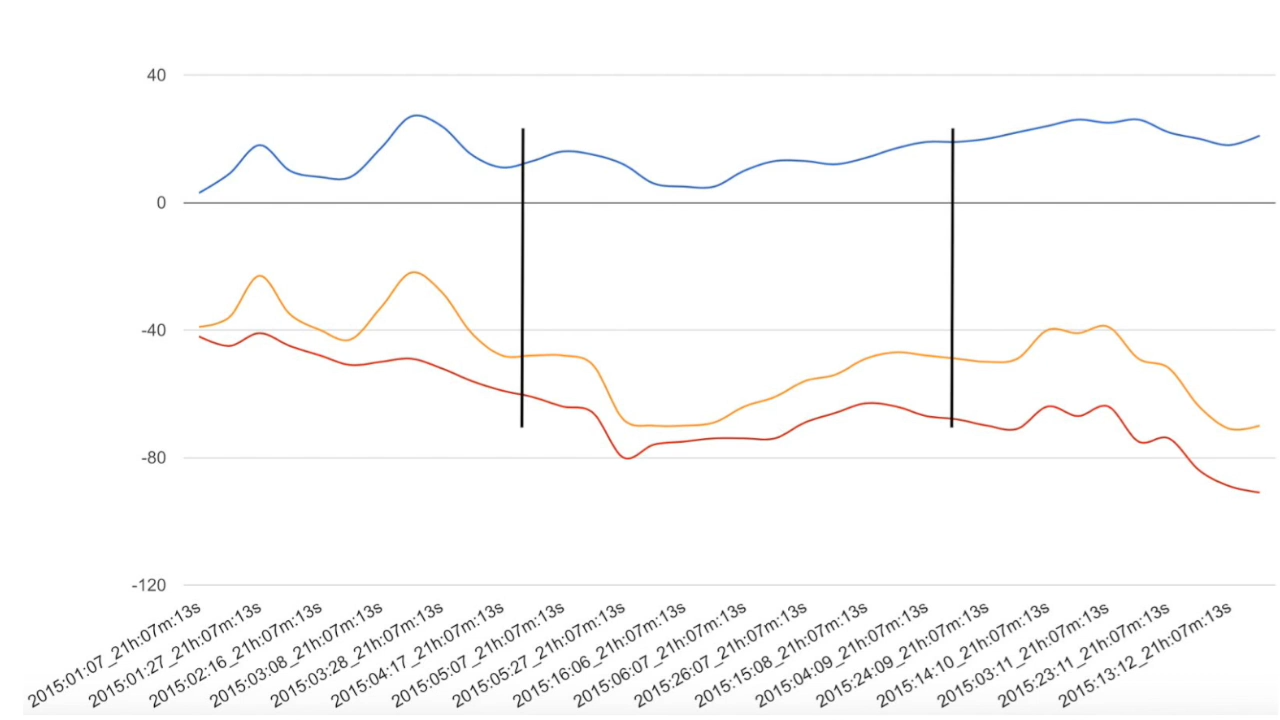 40
0
-40
-80
-120
2015:01:07_21h:07m:13s
2015:01:27_21h:07m:13s
2015:02:16_21h:07m:13s
2015:03:08_21h:07m:13s
2015:03:28_21h:07m:13s
2015:04:17_21h:07m:13s
2015:05:07_21h:07m:13s
2015:05:27_21h:07m:13s
2015:16:06_21h:07m:13s
2015:06:07_21h:07m:13s
2015:26:07_21h:07m:13s
2015:15:08_21h:07m:13s
2015:04:09_21h:07m:13s
2015:24:09_21h:07m:13s
2015:14:10_21h:07m:13s
2015:03:11_21h:07m:13s
2015:23:11_21h:07m:13s
2015:13:12_21h:07m:13s